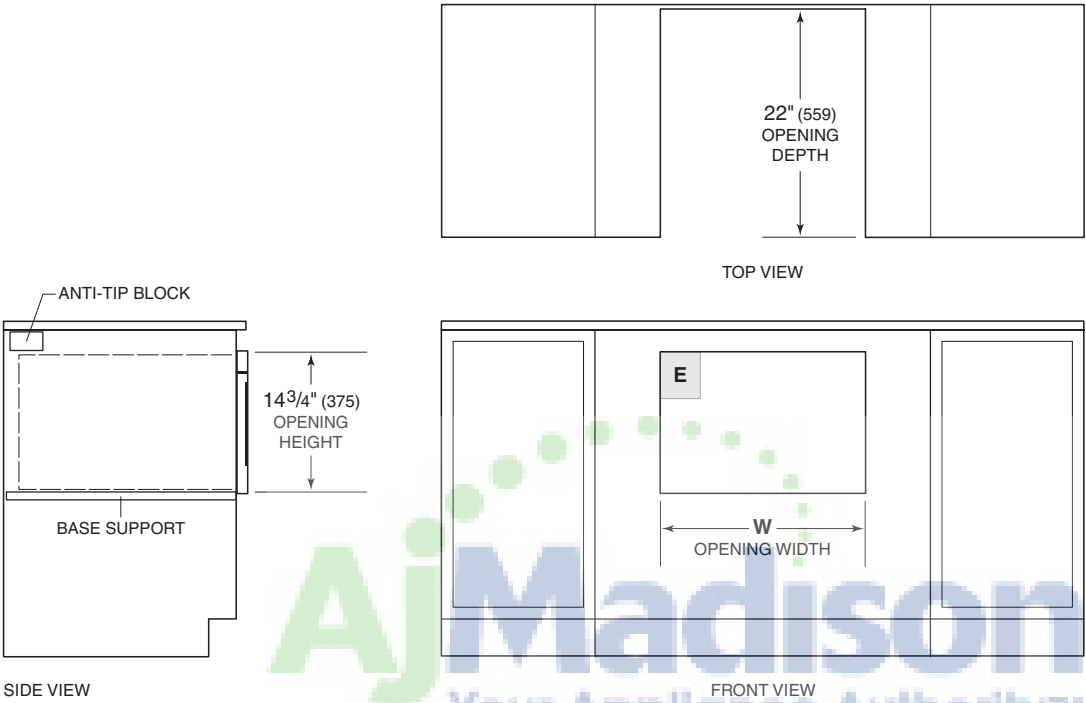 22" (559)
OPENING
DEPTH
TOP VIEW
ANTI-TIP BLOCK
14 3/4" (375)
OPENING
HEIGHT
BASE SUPPORT
E
W
OPENING WIDTH
AjMadison
SIDE VIEW
FRONT VIEW
Your Appliance Authority